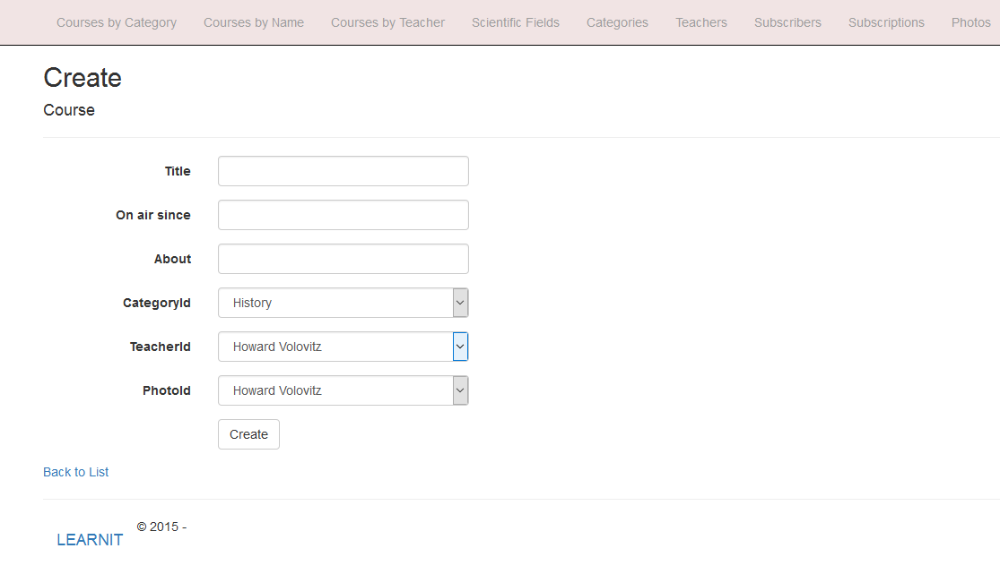 Courses by Category Courses by Name Courses by Teacher Scientific Fields Categories Teachers Subscribers Subscriptions Photos
Create
Course
Title
On air since
About
CategoryId History
TeacherId Howard Volovitz
PhotoId Howard Volovitz
Create
Back to List
LEARNIT © 2015 -